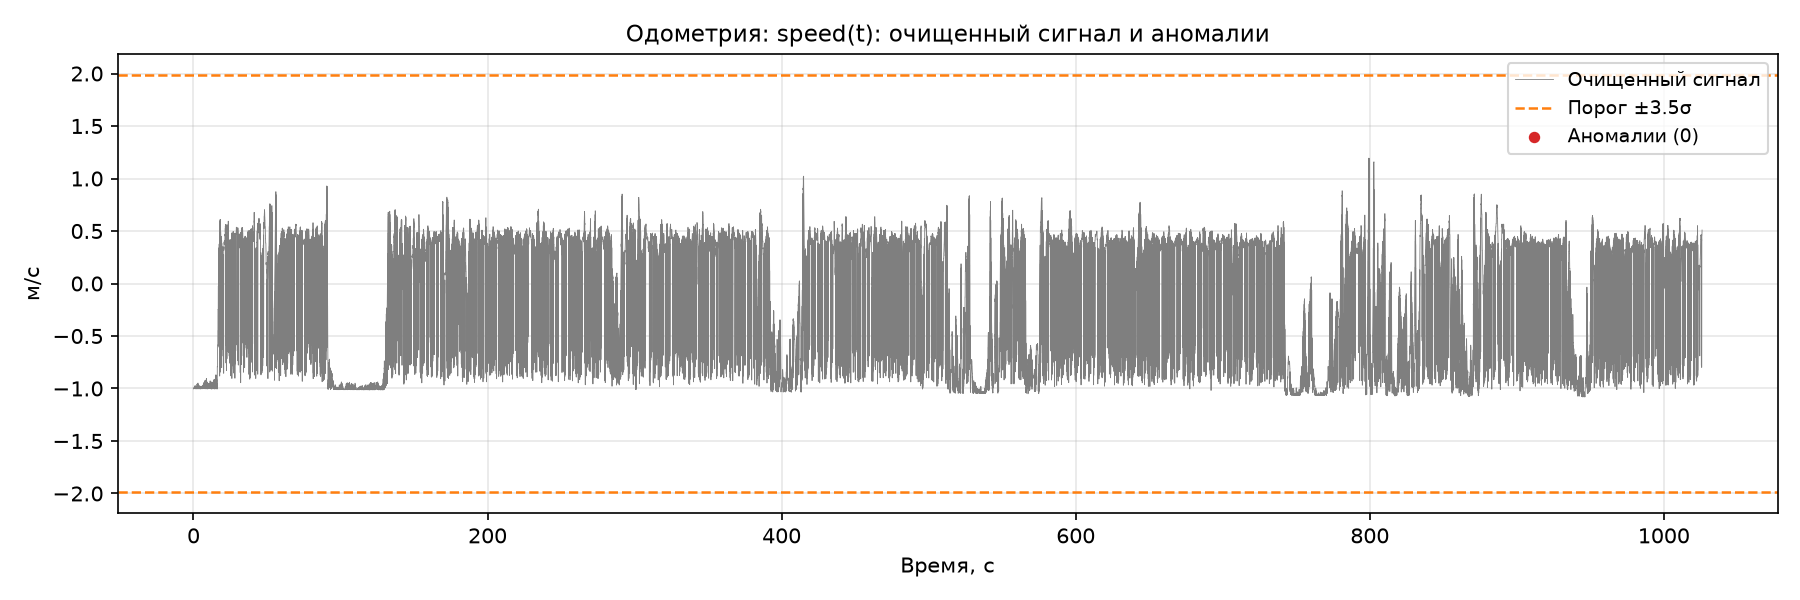 Одометрия: speed(t): очищенный сигнал и аномалии
2.0
1.5
1.0
0.5
0.0
−0.5
−1.0
−1.5
−2.0
м/с
Очищенный сигнал
Порог ±3.5σ
Аномалии (0)
0
200
400
600
800
1000
Время, с